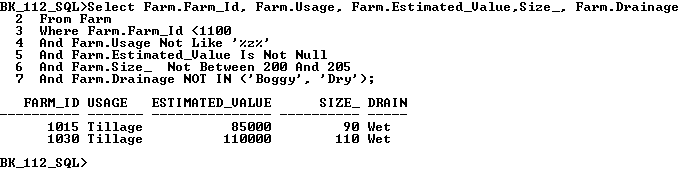 BK_112_SQL>Select Farm.Farm_Id, Farm.Usage, Farm.Estimated_Value,Size_, Farm.Drainage
2 From Farm
3 Where Farm.Farm_Id <1100
4 And Farm.Usage Not Like '%z%'
5 And Farm.Estimated_Value Is Not Null
6 And Farm.Size_ Not Between 200 And 205
7 And Farm.Drainage NOT IN ('Boggy', 'Dry');
FARM_ID USAGE ESTIMATED_VALUE SIZE_ DRAIN
---------- ---------- --------------- ---------- -----
1015 Tillage 85000 90 Wet
1030 Tillage 110000 110 Wet
BK_112_SQL>